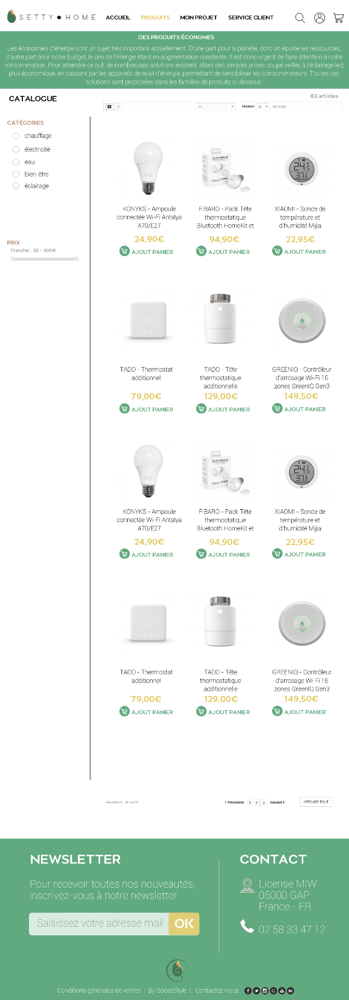 SETTY●HOME ACCUEIL PRODUITS MON PROJET SERVICE CLIENT
DES PRODUITS ÉCONOMES
Les économies d'énergie sont un sujet très important actuellement. D'une part pour la planète, dont on épuise les ressources,
d'autre part pour notre budget, le prix de l'énergie étant en augmentation constante. Il est donc urgent de faire attention à notre
consommation. Pour atteindre ce but, de nombreuses solutions existent, allant des simples prises coupe veilles à l'éclairage led,
plus économique, en passant par les appareils de suivi d'énergie, permettant de sensibiliser les consommateurs. Toutes ces
solutions sont proposées dans les familles de produits ci dessous.
CATALOGUE
83 articles
tri Montrer 30 par page
CATÉGORIES
chauffage
électricité
eau
bien-être
éclairage
PRIX
Tranche : 20 - 300€
KONYKS - Ampoule
connectée Wi-Fi Antalya
A70/E27
24,90€
AJOUT PANIER
FIBARO - Pack Tête
thermostatique
Bluetooth HomeKit et
94,90€
AJOUT PANIER
24.5
37.9
XIAOMI - Sonde de
température et
d'humidité Mijia
22,95€
AJOUT PANIER
TADO - Thermostat
additionnel
79,00€
AJOUT PANIER
TADO - Tête
thermostatique
additionnelle
129,00€
AJOUT PANIER
GREENIQ - Contrôleur
d'arrosage Wi-Fi 16
zones GreenIQ Gen3
149,50€
AJOUT PANIER
KONYKS - Ampoule
connectée Wi-Fi Antalya
A70/E27
24,90€
AJOUT PANIER
FIBARO - Pack Tête
thermostatique
Bluetooth HomeKit et
94,90€
AJOUT PANIER
24.5
37.9
XIAOMI - Sonde de
température et
d'humidité Mijia
22,95€
AJOUT PANIER
TADO - Thermostat
additionnel
79,00€
AJOUT PANIER
TADO - Tête
thermostatique
additionnelle
129,00€
AJOUT PANIER
GREENIQ - Contrôleur
d'arrosage Wi-Fi 16
zones GreenIQ Gen3
149,50€
AJOUT PANIER
Résultats 1 - 30 sur 71 Précédent 1 2 3 Suivant AFFICHER TOUT
NEWSLETTER
Pour recevoir toutes nos nouveautés,
inscrivez-vous à notre newsletter
Saisissez votre adresse mail OK
CONTACT
License MIW
05000 GAP
France - FR
02 58 33 47 12
Conditions générales de ventes | By GooseStyle | Contactez-nous